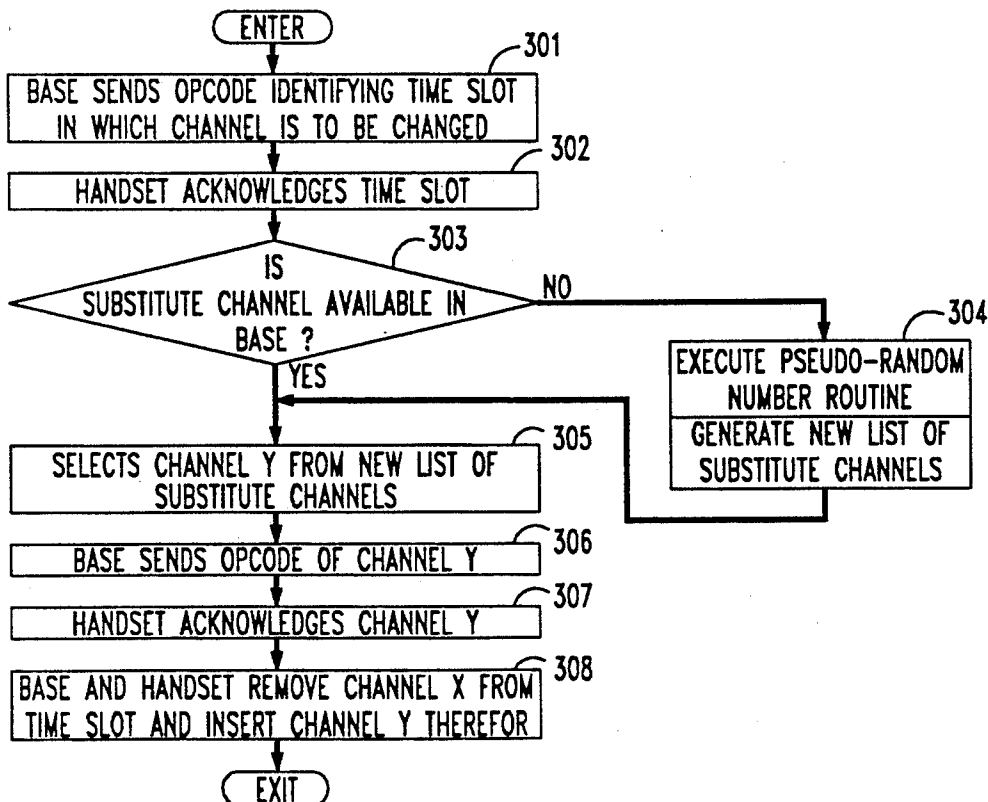 ENTER
301
BASE SENDS OPCODE IDENTIFYING TIME SLOT
IN WHICH CHANNEL IS TO BE CHANGED
302
HANDSET ACKNOWLEDGES TIME SLOT
303
IS
SUBSTITUTE CHANNEL AVAILABLE IN
BASE ?
NO
YES
304
EXECUTE PSEUDO-RANDOM
NUMBER ROUTINE
GENERATE NEW LIST OF
SUBSTITUTE CHANNELS
305
SELECTS CHANNEL Y FROM NEW LIST OF
SUBSTITUTE CHANNELS
306
BASE SENDS OPCODE OF CHANNEL Y
307
HANDSET ACKNOWLEDGES CHANNEL Y
308
BASE AND HANDSET REMOVE CHANNEL X FROM
TIME SLOT AND INSERT CHANNEL Y THEREFOR
EXIT